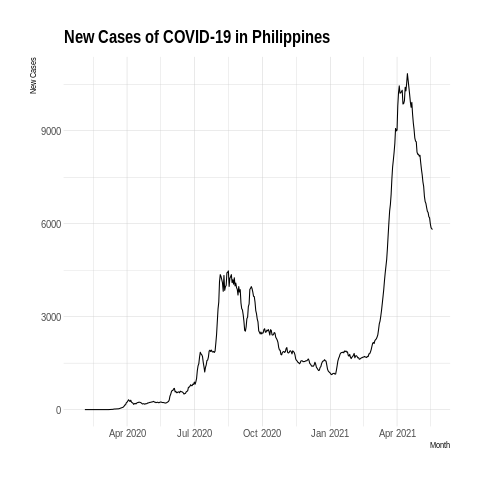 New Cases of COVID-19 in Philippines
New Cases
9000
6000
3000
0
Apr 2020 Jul 2020 Oct 2020 Jan 2021 Apr 2021
Month